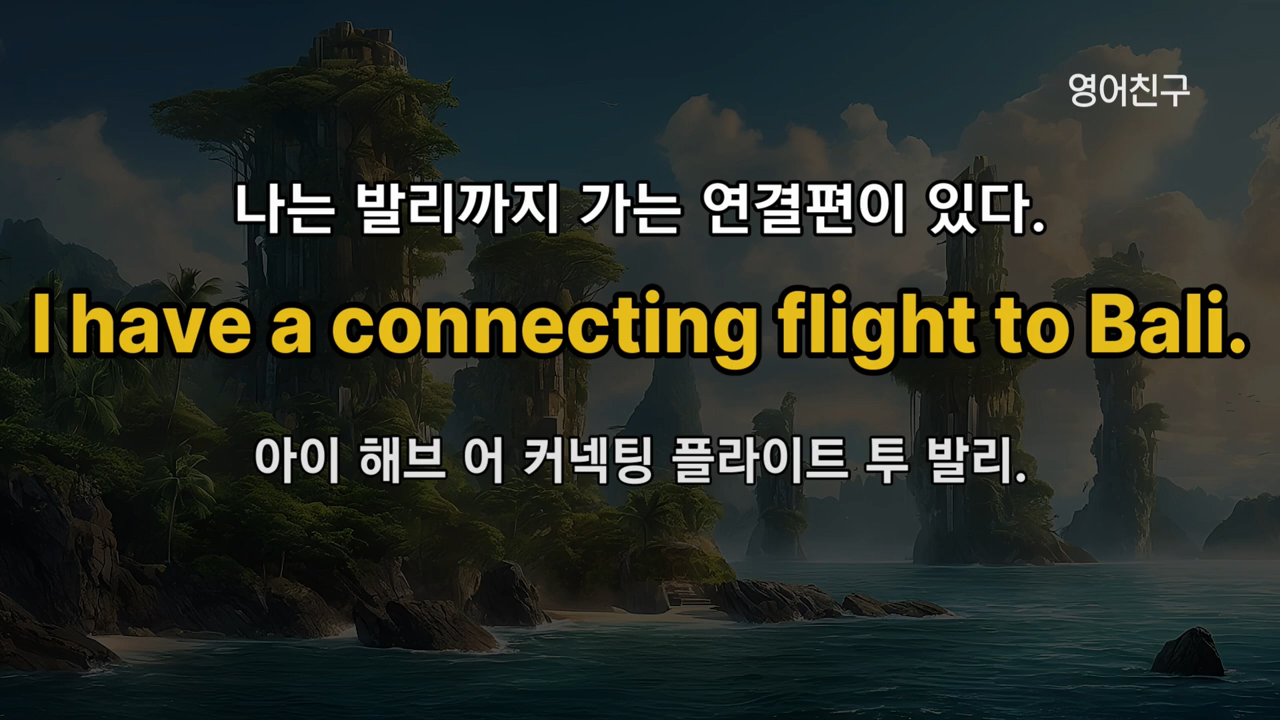 영어친구
나는 발리까지 가는 연결편이 있다.
I have a connecting flight to Bali.
아이 해브 어 커넥팅 플라이트 투 발리.